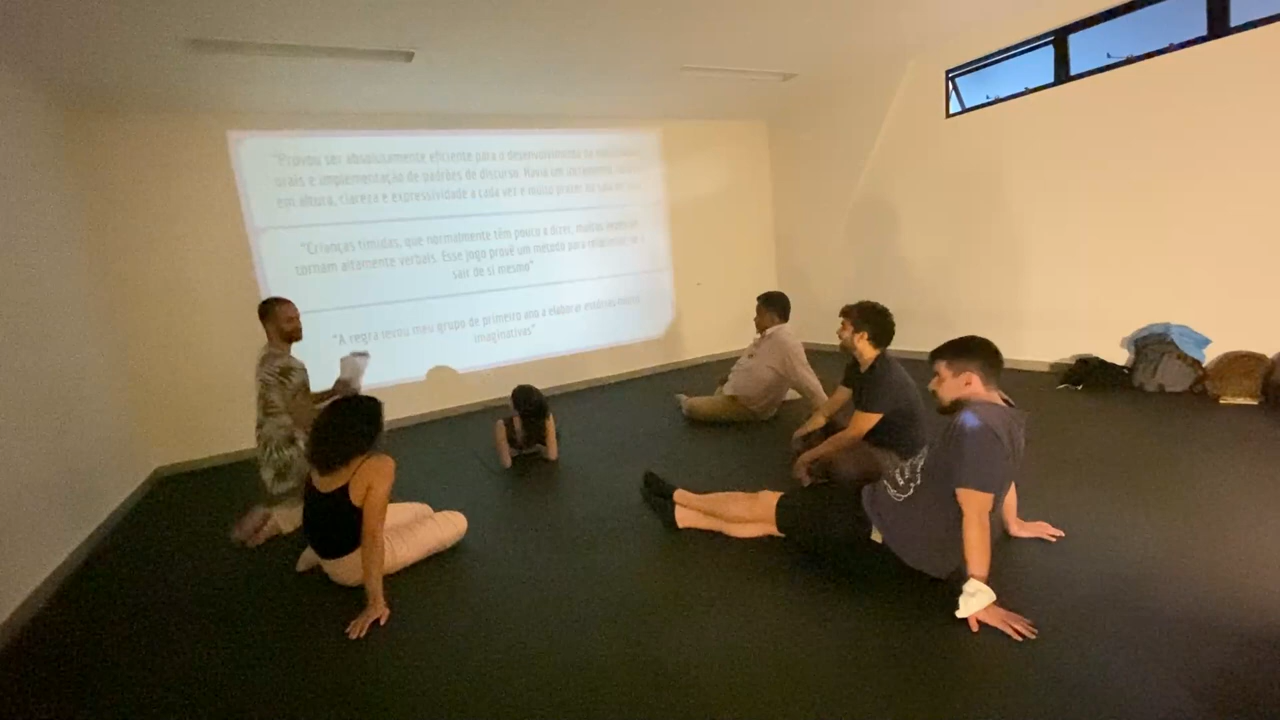 "Provou ser absolutamente eficiente para o desenvolvimento
orais e implementação de padrões de discurso. Havia um
em altura, clareza e expressividade a cada vez e muito prazer
"Crianças tímidas, que normalmente têm pouco a dizer, muitas vezes se
tornam altamente verbais. Esse jogo provê um método para
sair de si mesmo"
"A regra levou meu grupo de primeiro ano a elaborar
imaginativas"